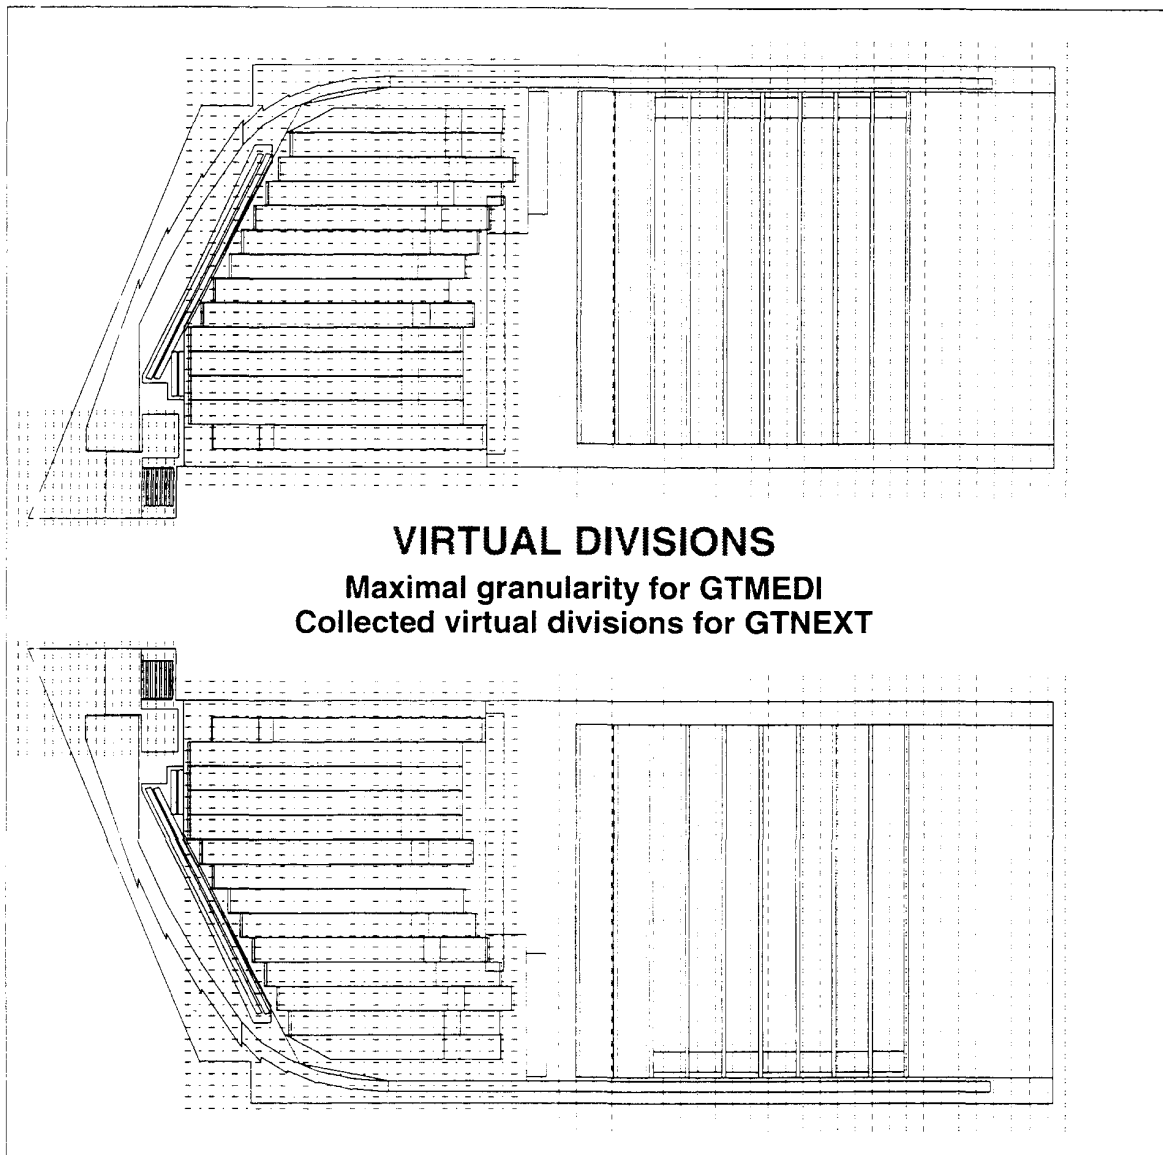 VIRTUAL DIVISIONS
Maximal granularity for GTMEDI
Collected virtual divisions for GTNEXT